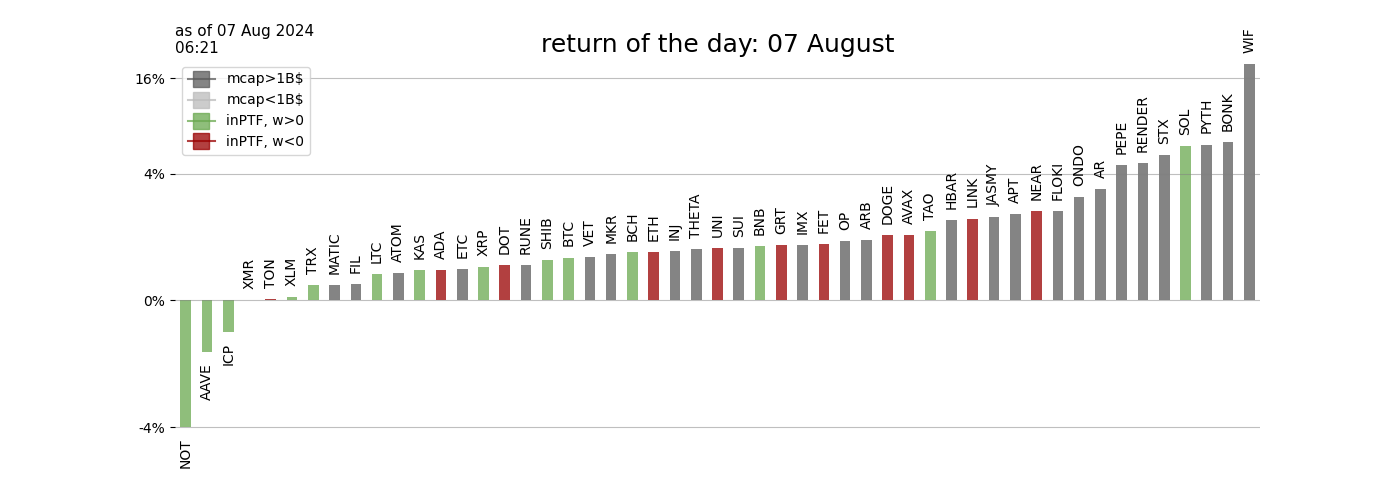 as of 07 Aug 2024
06:21
return of the day: 07 August
mcap>1B$
mcap<1B$
inPTF, w>0
inPTF, w<0
16%
4%
0%
-4%
NOT
AAVE
ICP
XMR
TON
XLM
TRX
MATIC
FIL
LTC
ATOM
KAS
ADA
ETC
XRP
DOT
RUNE
SHIB
BTC
VET
MKR
BCH
ETH
INJ
THETA
UNI
SUI
BNB
GRT
IMX
FET
OP
ARB
DOGE
AVAX
TAO
HBAR
LINK
JASMY
APT
NEAR
FLOKI
ONDO
AR
PEPE
RENDER
STX
SOL
PYTH
BONK
WIF